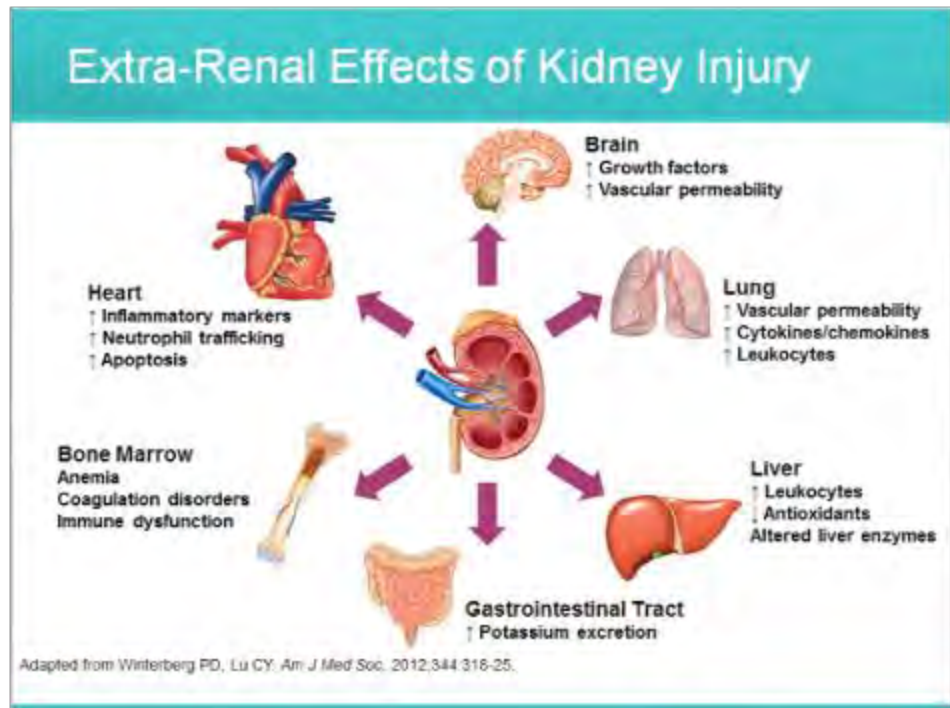 Extra-Renal Effects of Kidney Injury
Brain
↑ Growth factors
↑ Vascular permeability
Heart
↑ Inflammatory markers
↑ Neutrophil trafficking
↑ Apoptosis
Lung
↑ Vascular permeability
↑ Cytokines/chemokines
↑ Leukocytes
Bone Marrow
Anemia
Coagulation disorders
Immune dysfunction
Liver
↑ Leukocytes
↓ Antioxidants
Altered liver enzymes
Gastrointestinal Tract
↑ Potassium excretion
Adapted from Winterberg PD, Lu CY. Am J Med Soc. 2012;344:318-25.